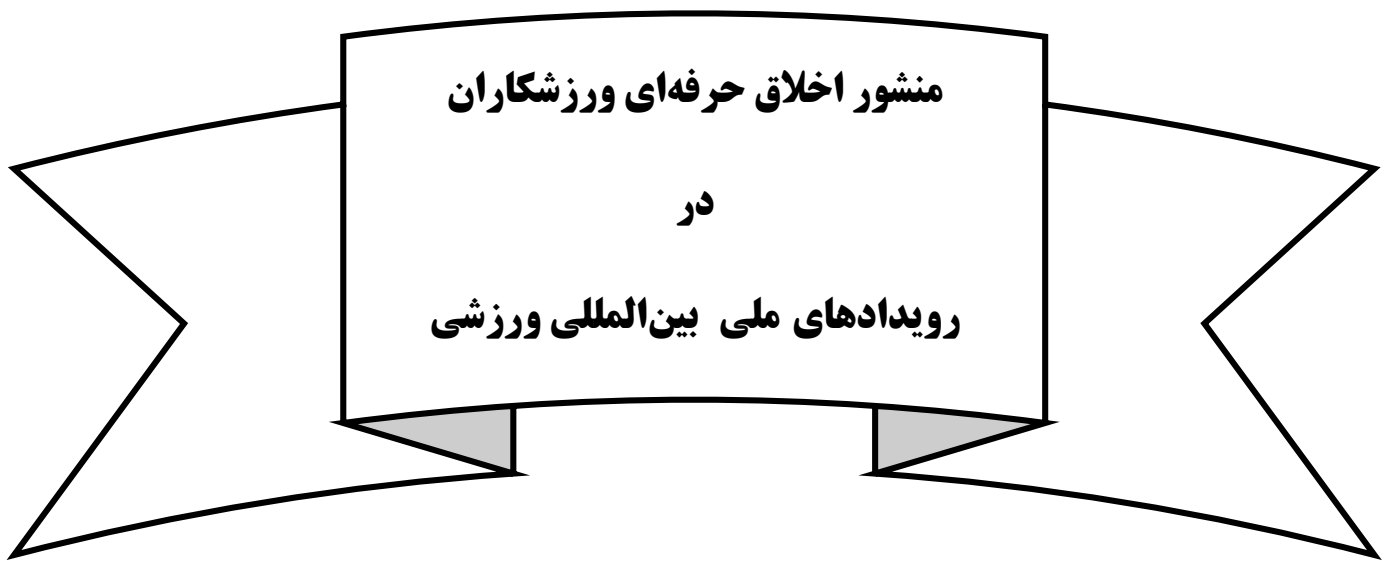 منشور اخلاق حرفه‌ای ورزشکاران
در
رویدادهای ملی بین‌المللی ورزشی